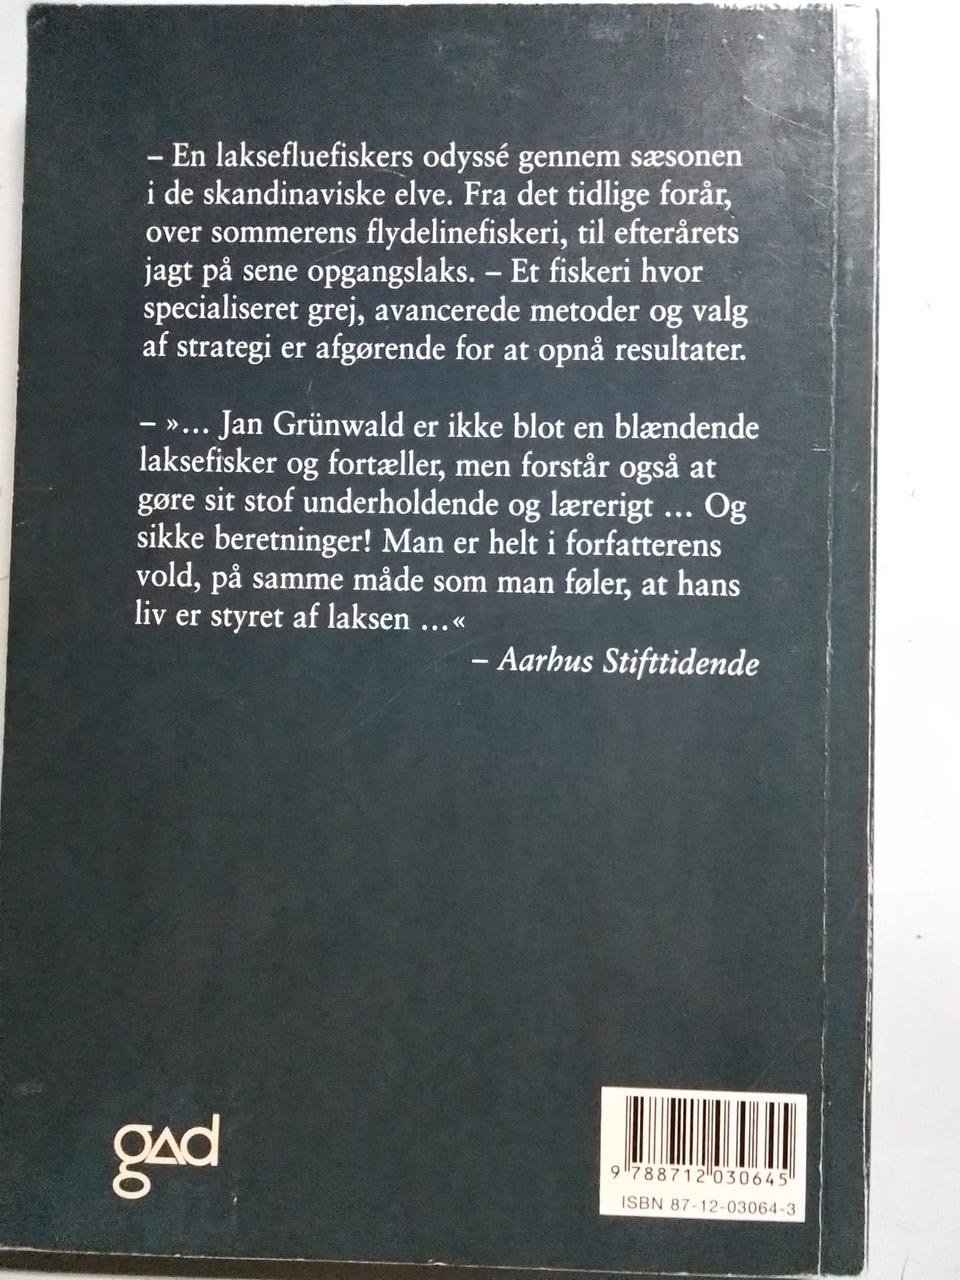 – En laksefluefiskers odyssé gennem sæsonen
i de skandinaviske elve. Fra det tidlige forår,
over sommerens flydelinefiskeri, til efterårets
jagt på sene opgangslaks. – Et fiskeri hvor
specialiseret grej, avancerede metoder og valg
af strategi er afgørende for at opnå resultater.
– »... Jan Grünwald er ikke blot en blændende
laksefisker og fortæller, men forstår også at
gøre sit stof underholdende og lærerigt ... Og
sikke beretninger! Man er helt i forfatterens
vold, på samme måde som man føler, at hans
liv er styret af laksen ...«
– Aarhus Stifttidende
gad
9 788712 030645
ISBN 87-12-03064-3